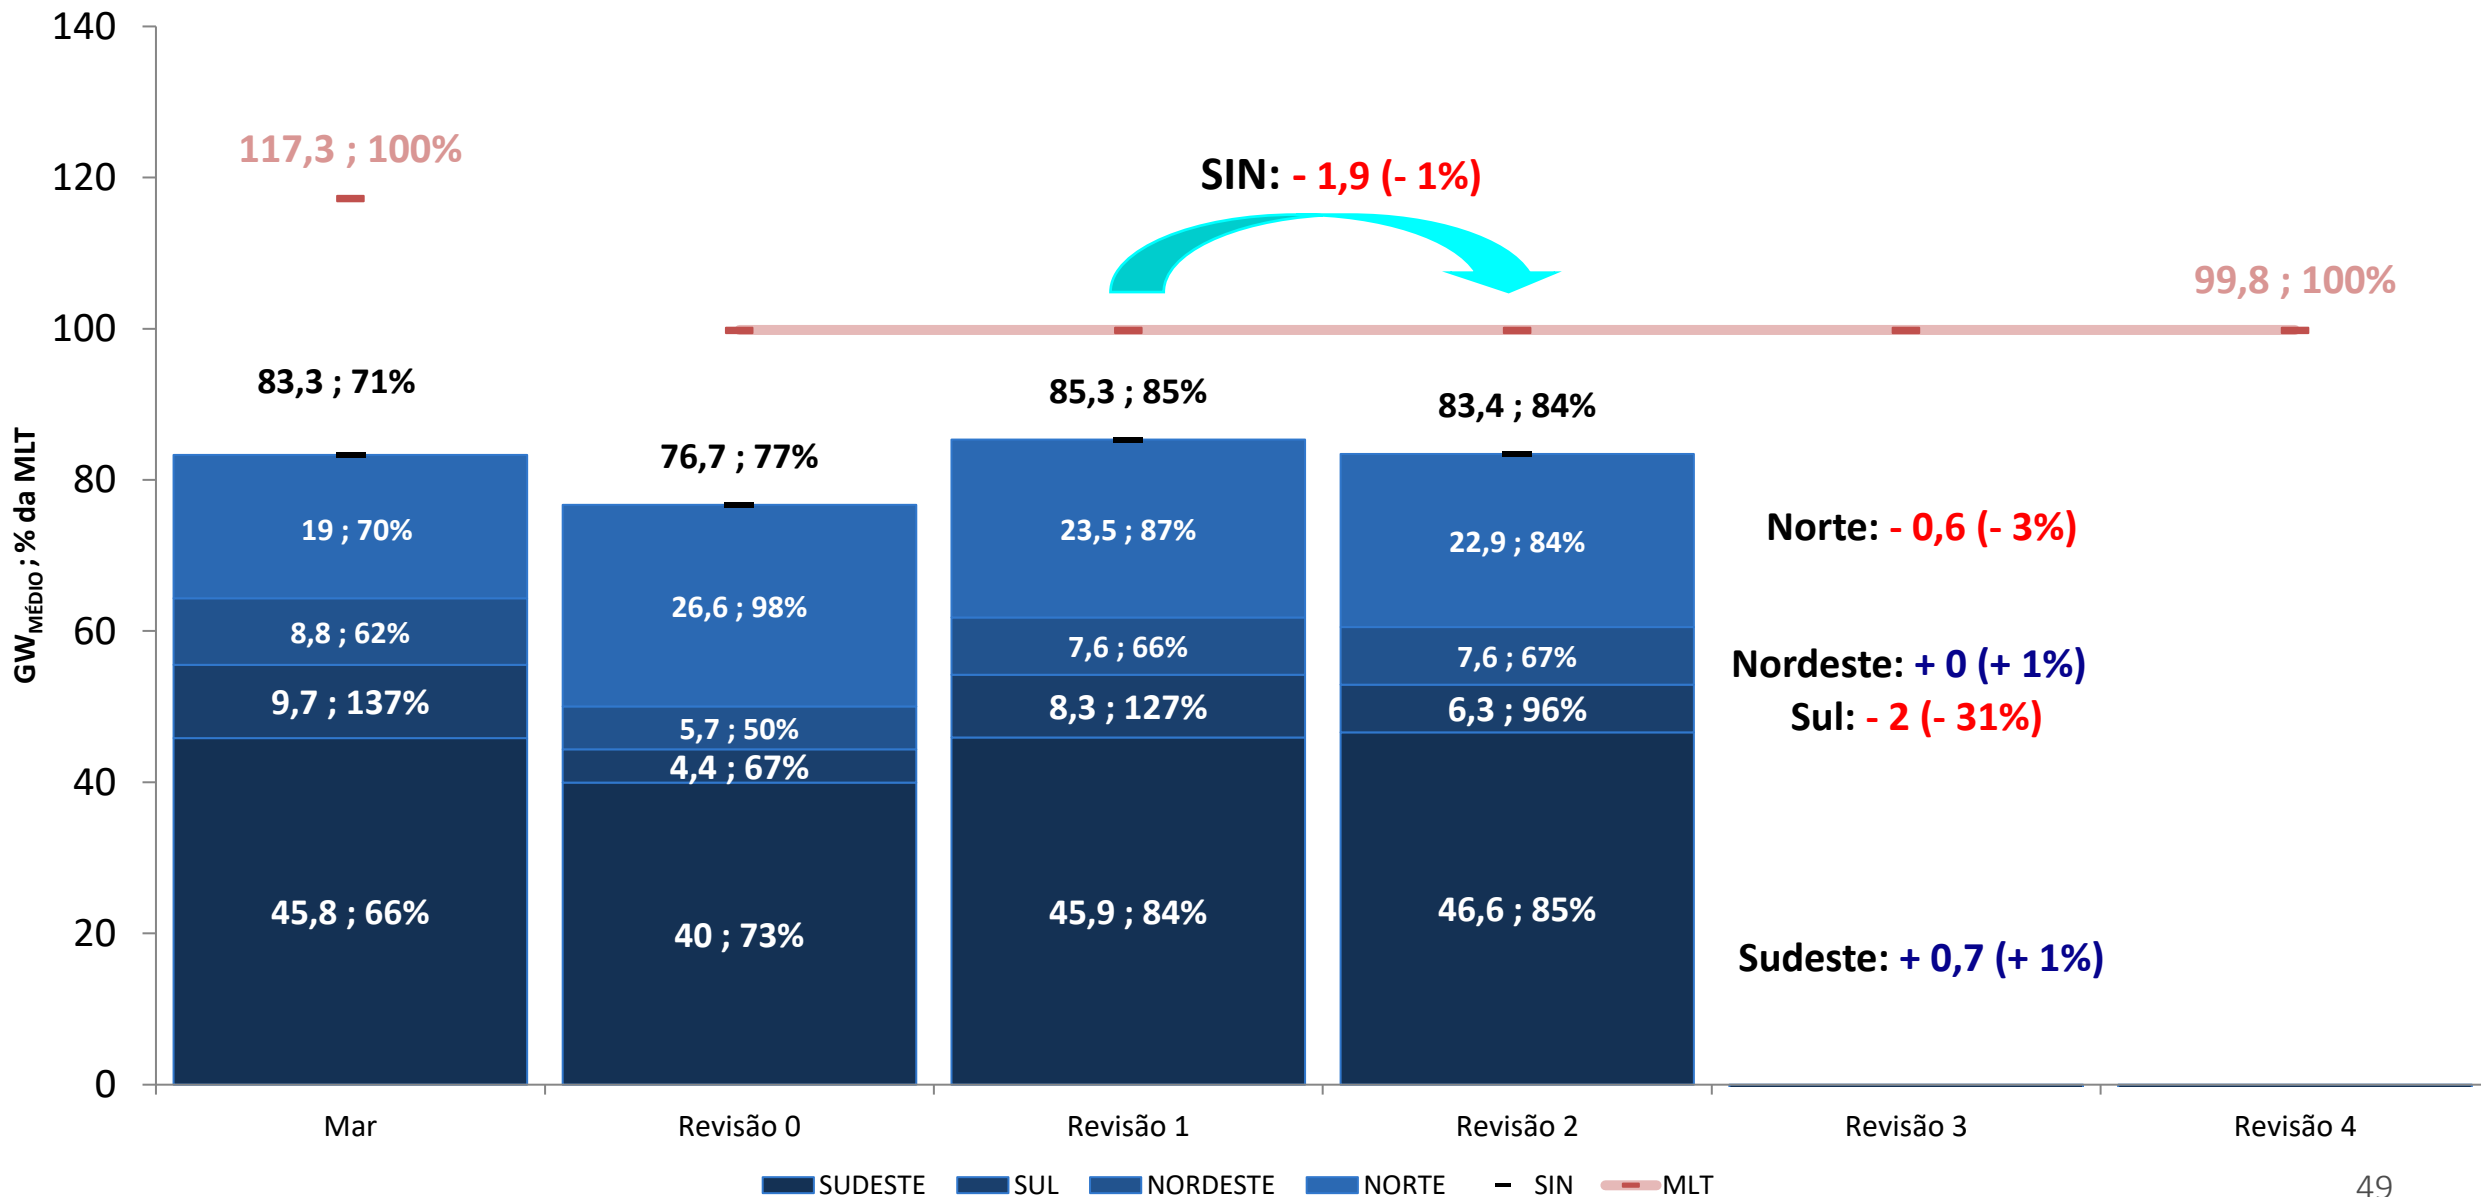 140
120
100
80
60
40
20
0
GWMÉDIO ; % da MLT
117,3 ; 100%
SIN: - 1,9 (- 1%)
99,8 ; 100%
83,3 ; 71%
76,7 ; 77%
85,3 ; 85%
83,4 ; 84%
19 ; 70%
26,6 ; 98%
23,5 ; 87%
22,9 ; 84%
Norte: - 0,6 (- 3%)
8,8 ; 62%
5,7 ; 50%
7,6 ; 66%
7,6 ; 67%
Nordeste: + 0 (+ 1%)
9,7 ; 137%
4,4 ; 67%
8,3 ; 127%
6,3 ; 96%
Sul: - 2 (- 31%)
45,8 ; 66%
40 ; 73%
45,9 ; 84%
46,6 ; 85%
Sudeste: + 0,7 (+ 1%)
Mar
Revisão 0
Revisão 1
Revisão 2
Revisão 3
Revisão 4
SUDESTE
SUL
NORDESTE
NORTE
SIN
MLT
49